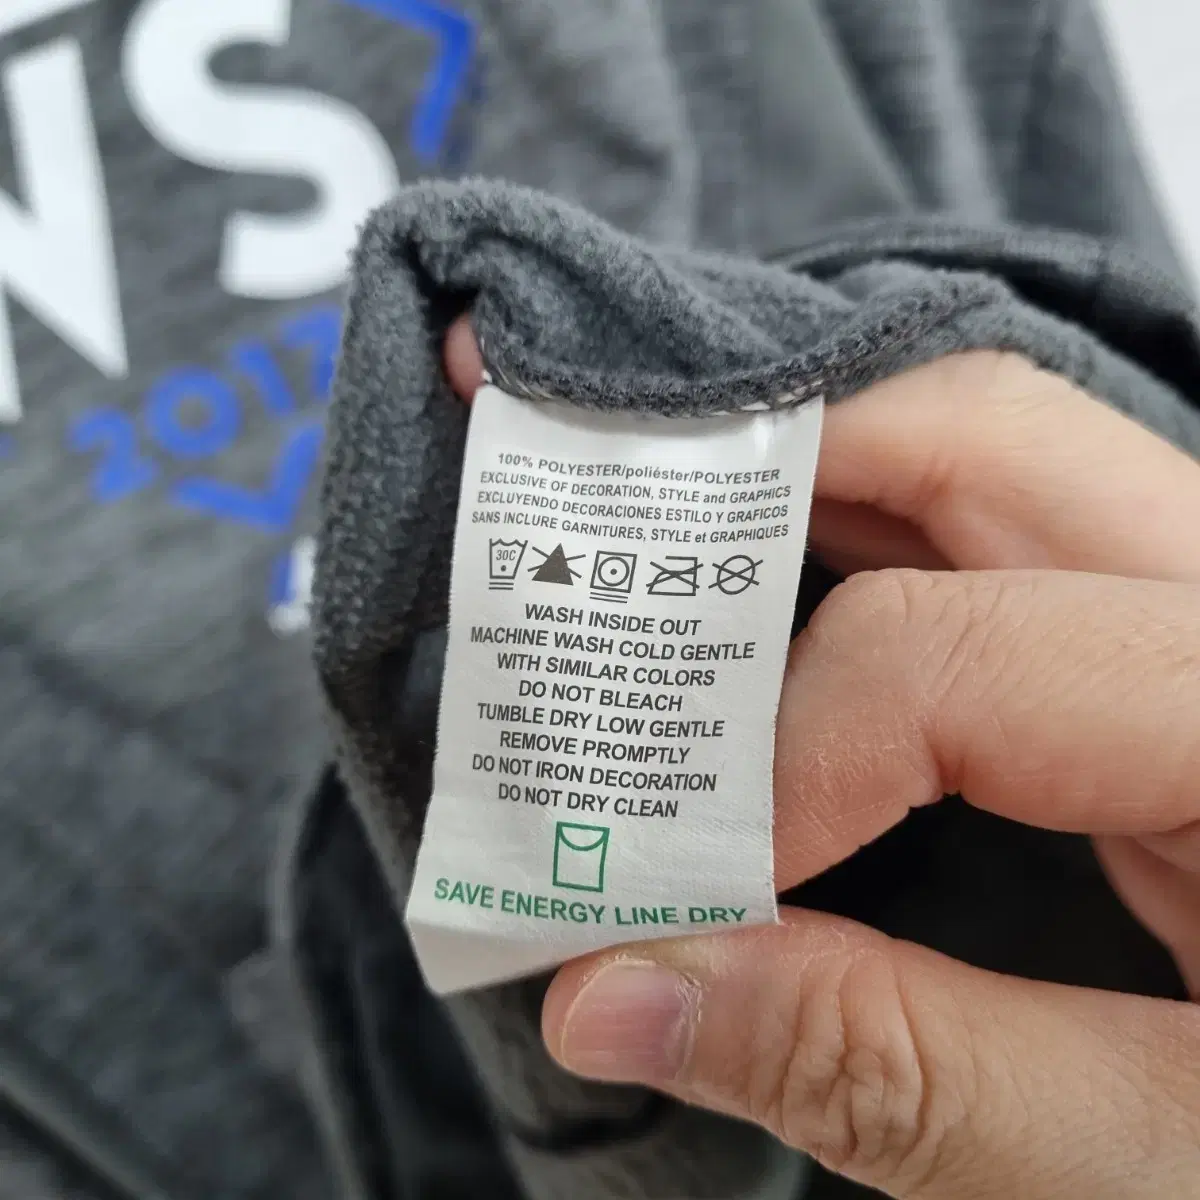 WS
2017
100% POLYESTER/poliéster/POLYESTER
EXCLUSIVE OF DECORATION, STYLE and GRAPHICS
EXCLUYENDO DECORACIONES ESTILO Y GRAFICOS
SANS INCLURE GARNITURES, STYLE et GRAPHIQUES
30C
WASH INSIDE OUT
MACHINE WASH COLD GENTLE
WITH SIMILAR COLORS
DO NOT BLEACH
TUMBLE DRY LOW GENTLE
REMOVE PROMPTLY
DO NOT IRON DECORATION
DO NOT DRY CLEAN
SAVE ENERGY LINE DRY